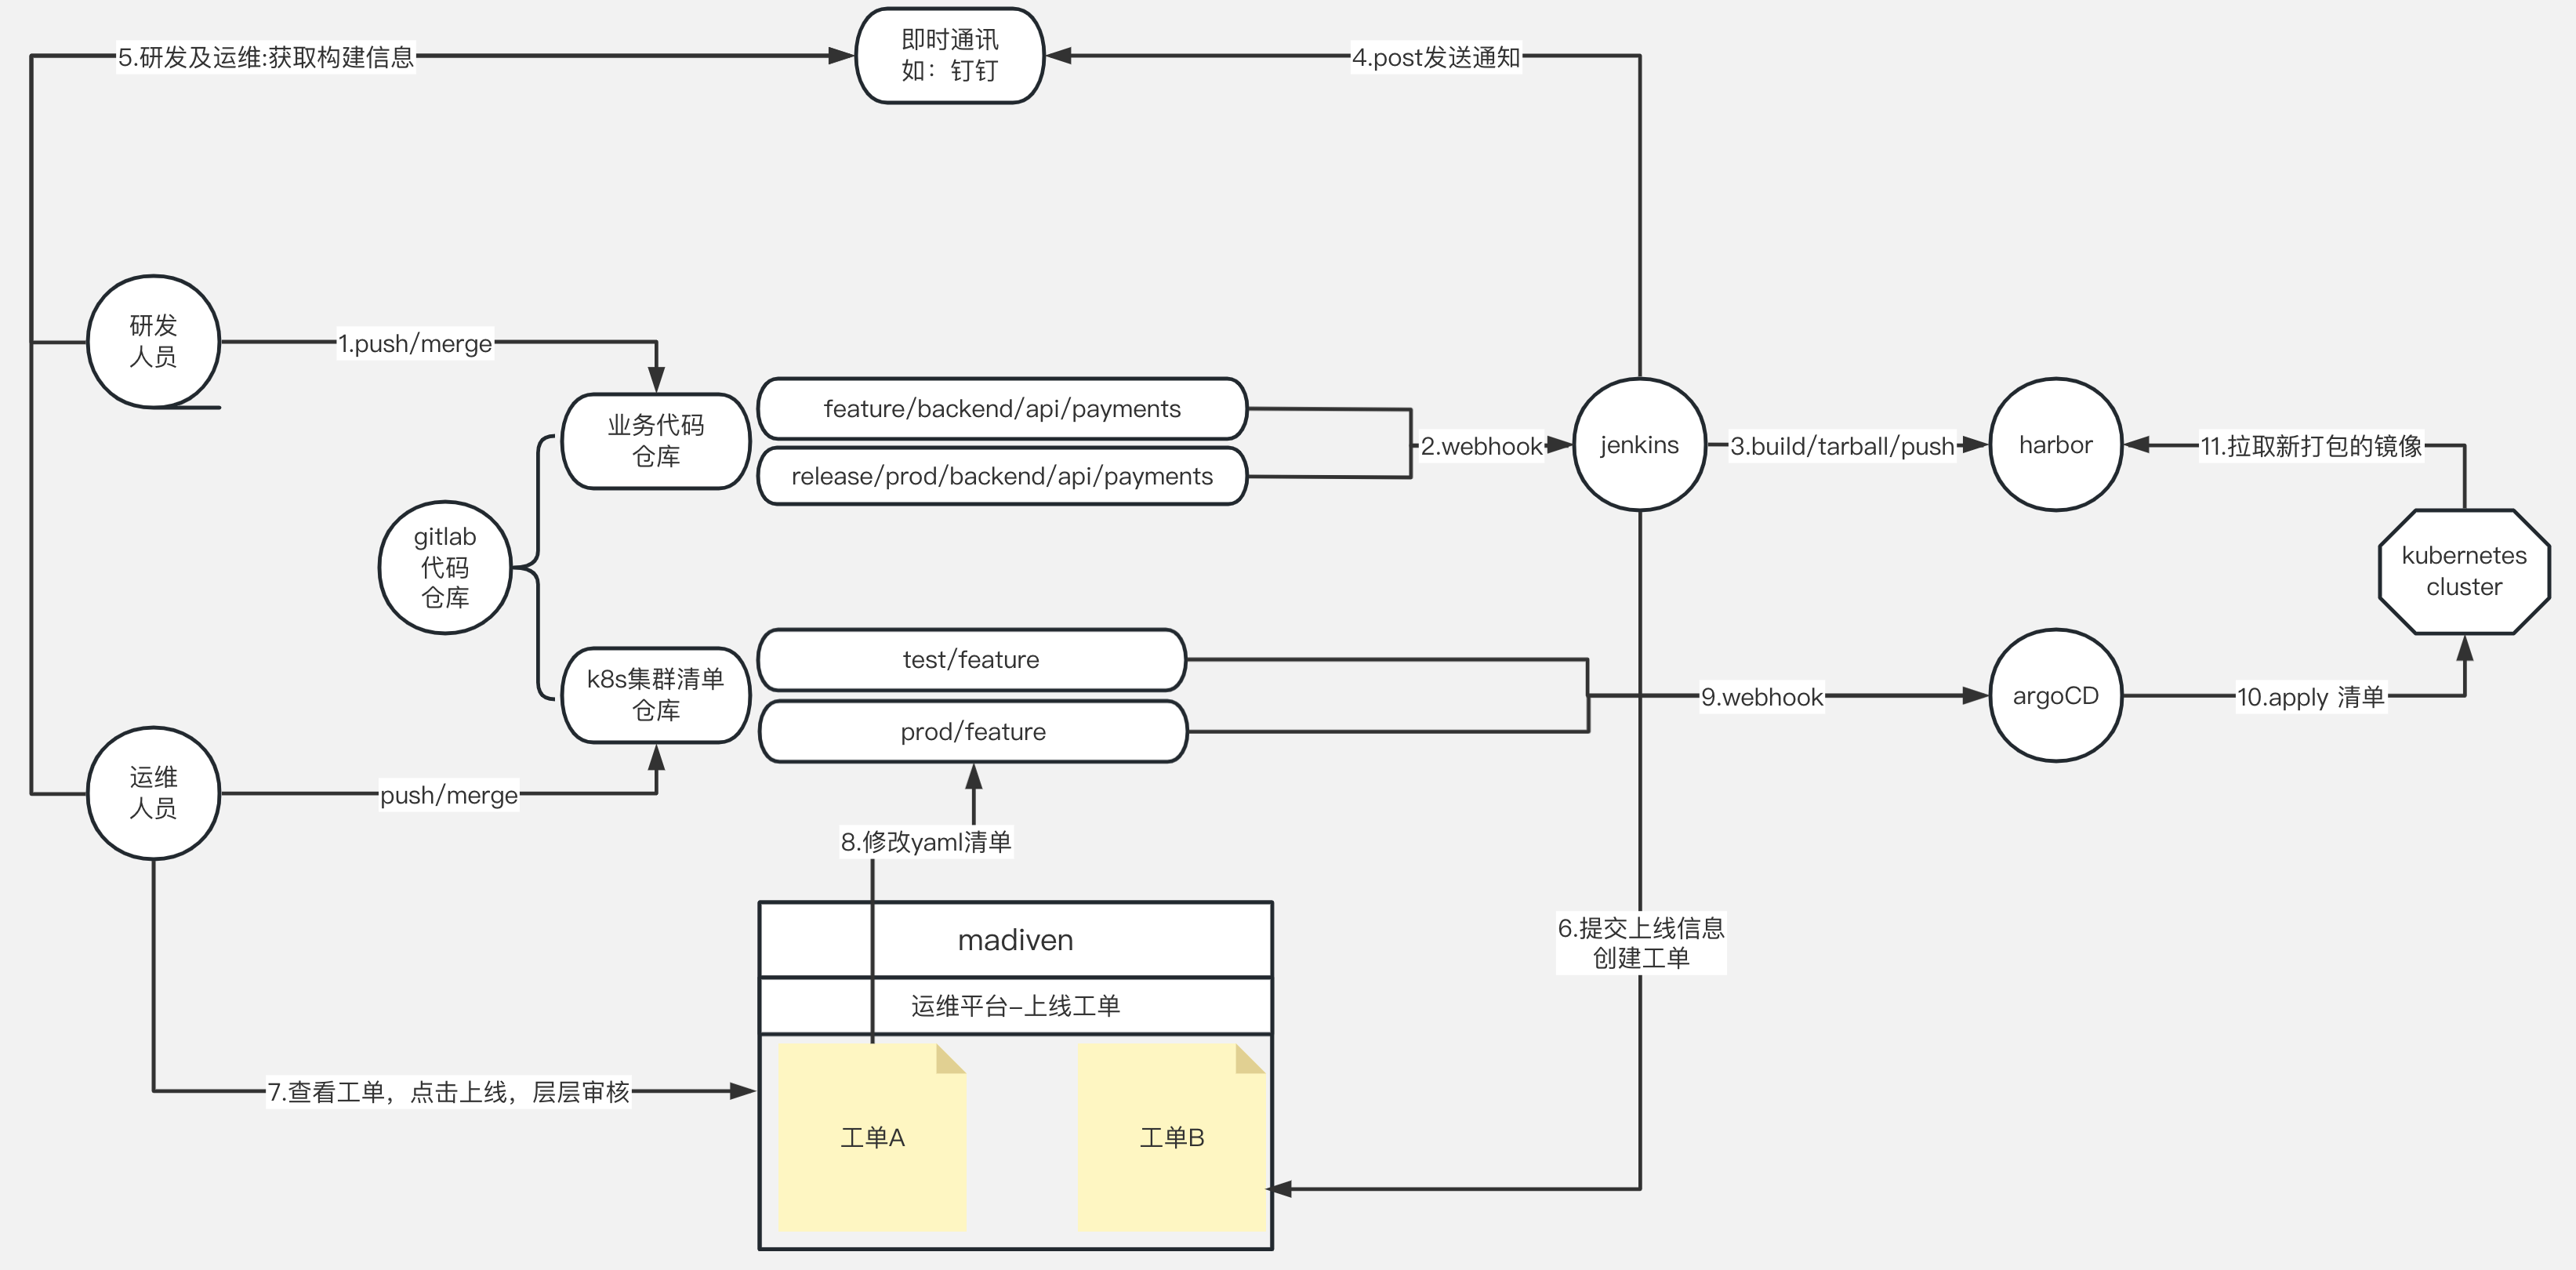 即时通讯
如：钉钉
5.研发及运维:获取构建信息
4.post发送通知
研发
人员
1.push/merge
业务代码
仓库
feature/backend/api/payments
release/prod/backend/api/payments
2.webhook
jenkins
3.build/tarball/push
harbor
11.拉取新打包的镜像
gitlab
代码
仓库
kubernetes
cluster
k8s集群清单
仓库
test/feature
prod/feature
9.webhook
argoCD
10.apply 清单
运维
人员
push/merge
8.修改yaml清单
madiven
运维平台-上线工单
6.提交上线信息
创建工单
7.查看工单，点击上线，层层审核
工单A
工单B